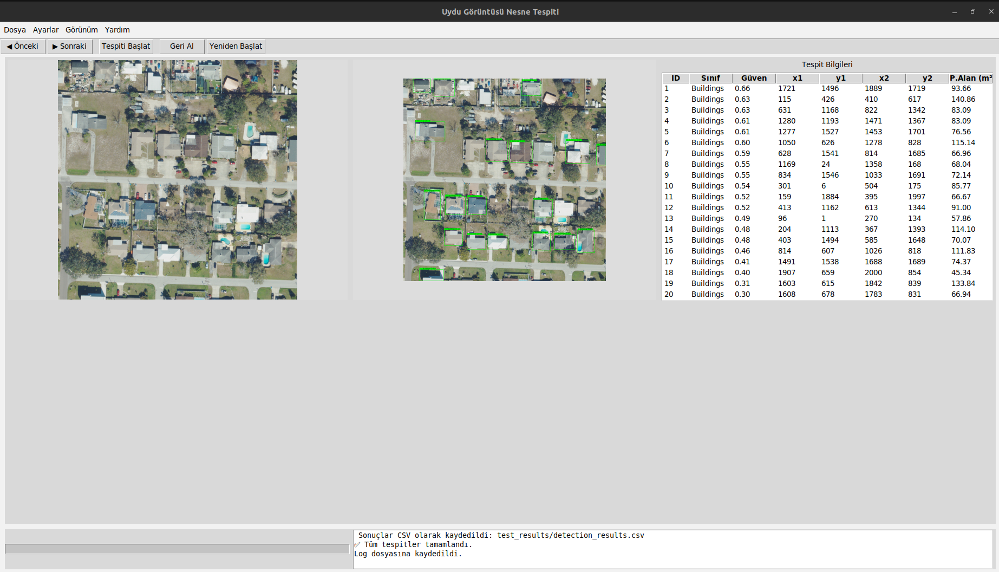 Uydu Görüntüsü Nesne Tespiti
Dosya Ayarlar Görünüm Yardım
◀ Önceki ▶ Sonraki Tespiti Başlat Geri Al Yeniden Başlat
Tespit Bilgileri
ID Sınıf Güven x1 y1 x2 y2 P.Alan (m²
1 Buildings 0.66 1721 1496 1889 1719 93.66
2 Buildings 0.63 115 426 410 617 140.86
3 Buildings 0.63 631 1168 822 1342 83.09
4 Buildings 0.61 1280 1193 1471 1367 83.09
5 Buildings 0.61 1277 1527 1453 1701 76.56
6 Buildings 0.60 1050 626 1278 828 115.14
7 Buildings 0.59 628 1541 814 1685 66.96
8 Buildings 0.55 1169 24 1358 168 68.04
9 Buildings 0.55 834 1546 1033 1691 72.14
10 Buildings 0.54 301 6 504 175 85.77
11 Buildings 0.52 159 1884 395 1997 66.67
12 Buildings 0.52 413 1162 613 1344 91.00
13 Buildings 0.49 96 1 270 134 57.86
14 Buildings 0.48 204 1113 367 1393 114.10
15 Buildings 0.48 403 1494 585 1648 70.07
16 Buildings 0.46 814 607 1026 818 111.83
17 Buildings 0.41 1491 1538 1688 1689 74.37
18 Buildings 0.40 1907 659 2000 854 45.34
19 Buildings 0.31 1603 615 1842 839 133.84
20 Buildings 0.30 1608 678 1783 831 66.94
Sonuçlar CSV olarak kaydedildi: test_results/detection_results.csv
✅ Tüm tespitler tamamlandı.
Log dosyasına kaydedildi.